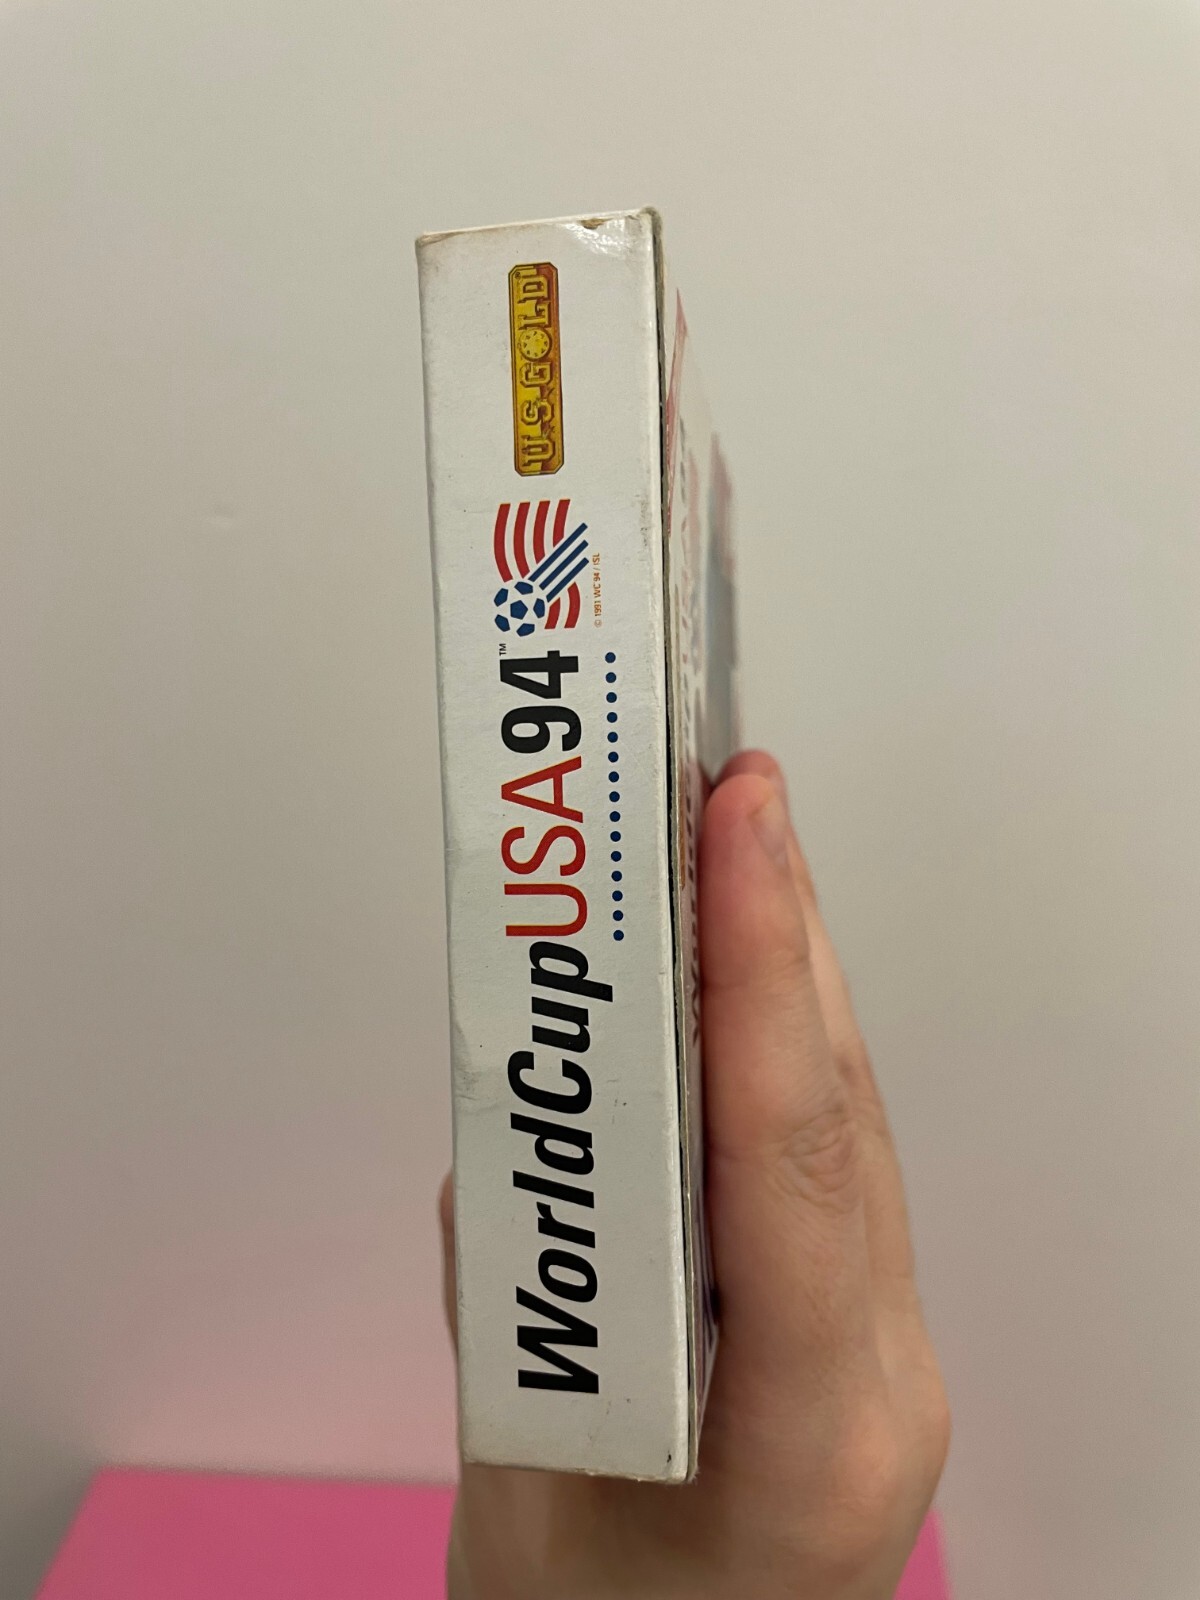 WorldCupUSA94™
© 1991 WC '94 / ISL
U.S. GOLD